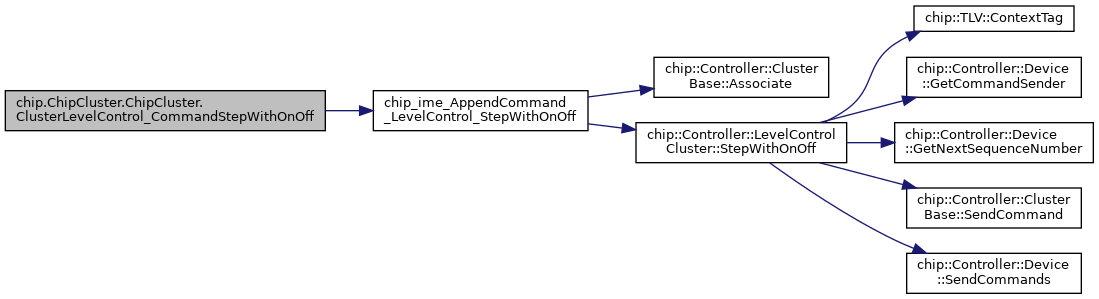 chip.ChipCluster.ChipCluster.
ClusterLevelControl_CommandStepWithOnOff
chip_ime_AppendCommand
_LevelControl_StepWithOnOff
chip::Controller::Cluster
Base::Associate
chip::Controller::LevelControl
Cluster::StepWithOnOff
chip::TLV::ContextTag
chip::Controller::Device
::GetCommandSender
chip::Controller::Device
::GetNextSequenceNumber
chip::Controller::Cluster
Base::SendCommand
chip::Controller::Device
::SendCommands